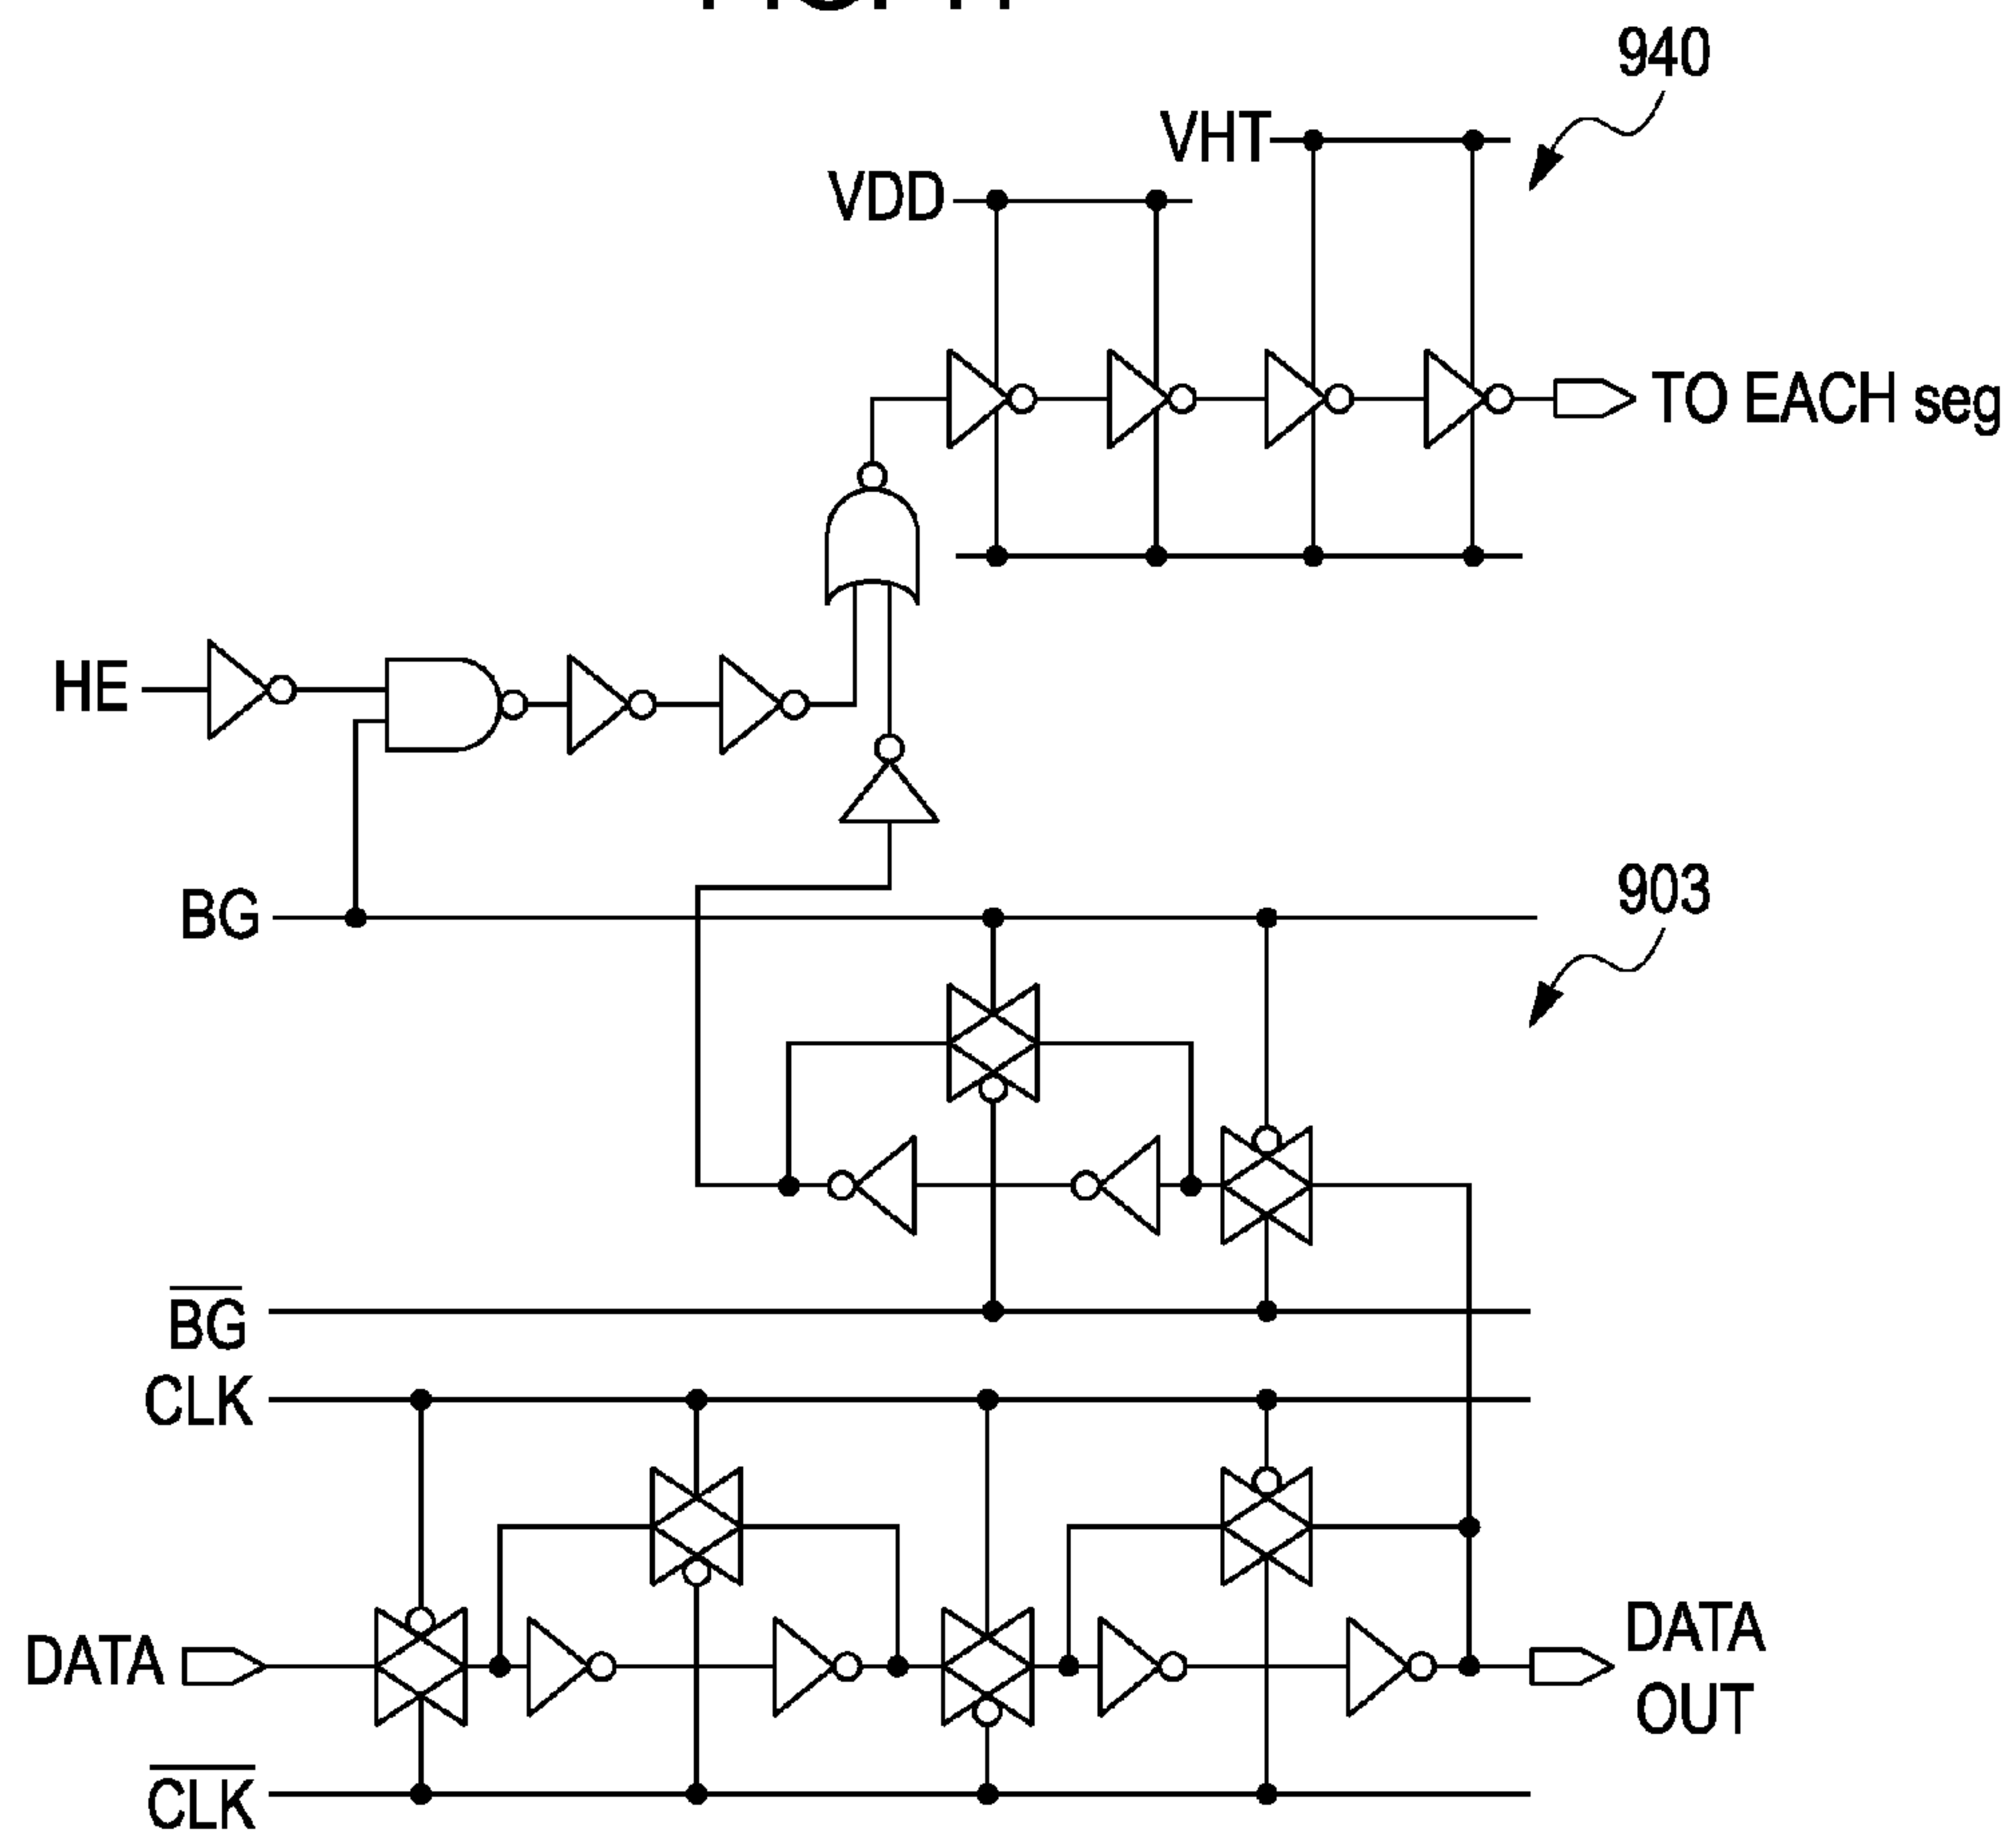 940
VHT
VDD
TO EACH seg
HE
BG
903
BG
CLK
DATA
DATA
OUT
CLK